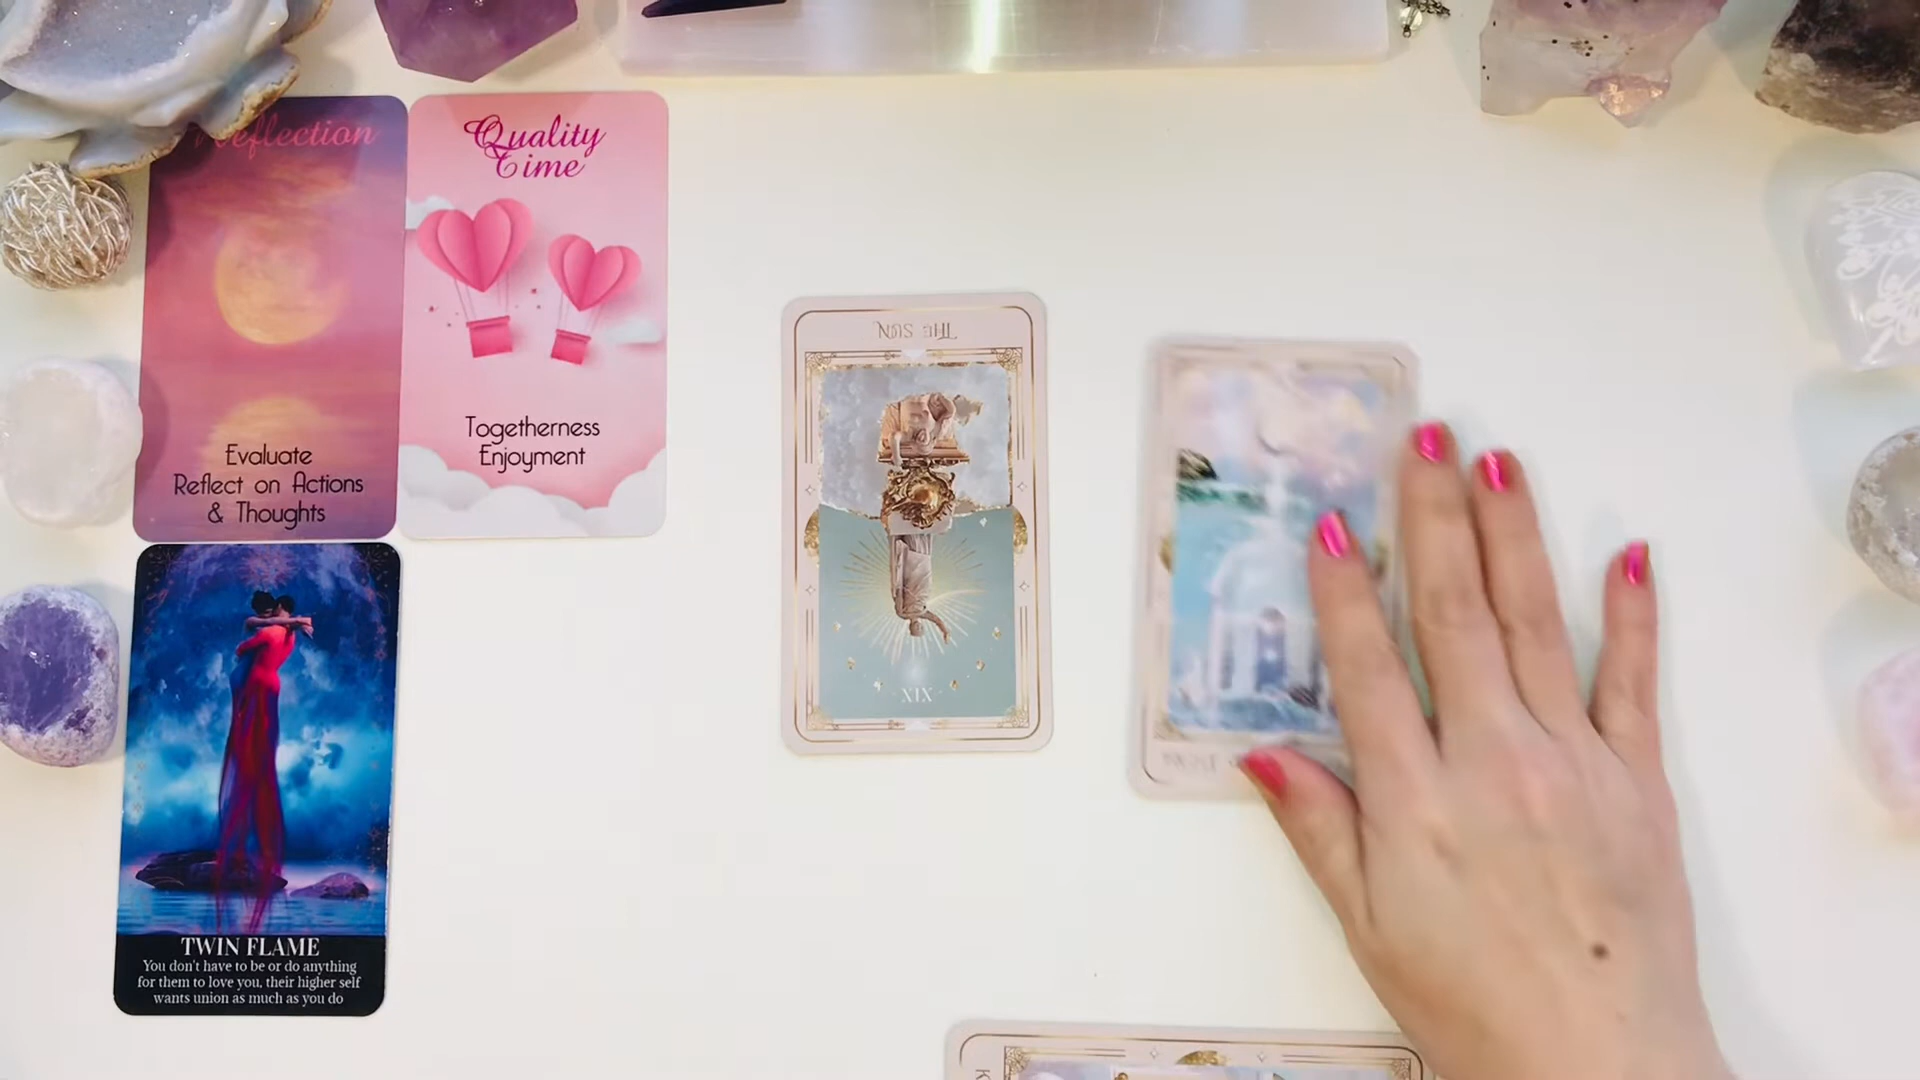 Reflection
Evaluate
Reflect on Actions
& Thoughts
Quality
Time
Togetherness
Enjoyment
TWIN FLAME
You don't have to be or do anything
for them to love you, their higher self
wants union as much as you do
THE SUN
XIX